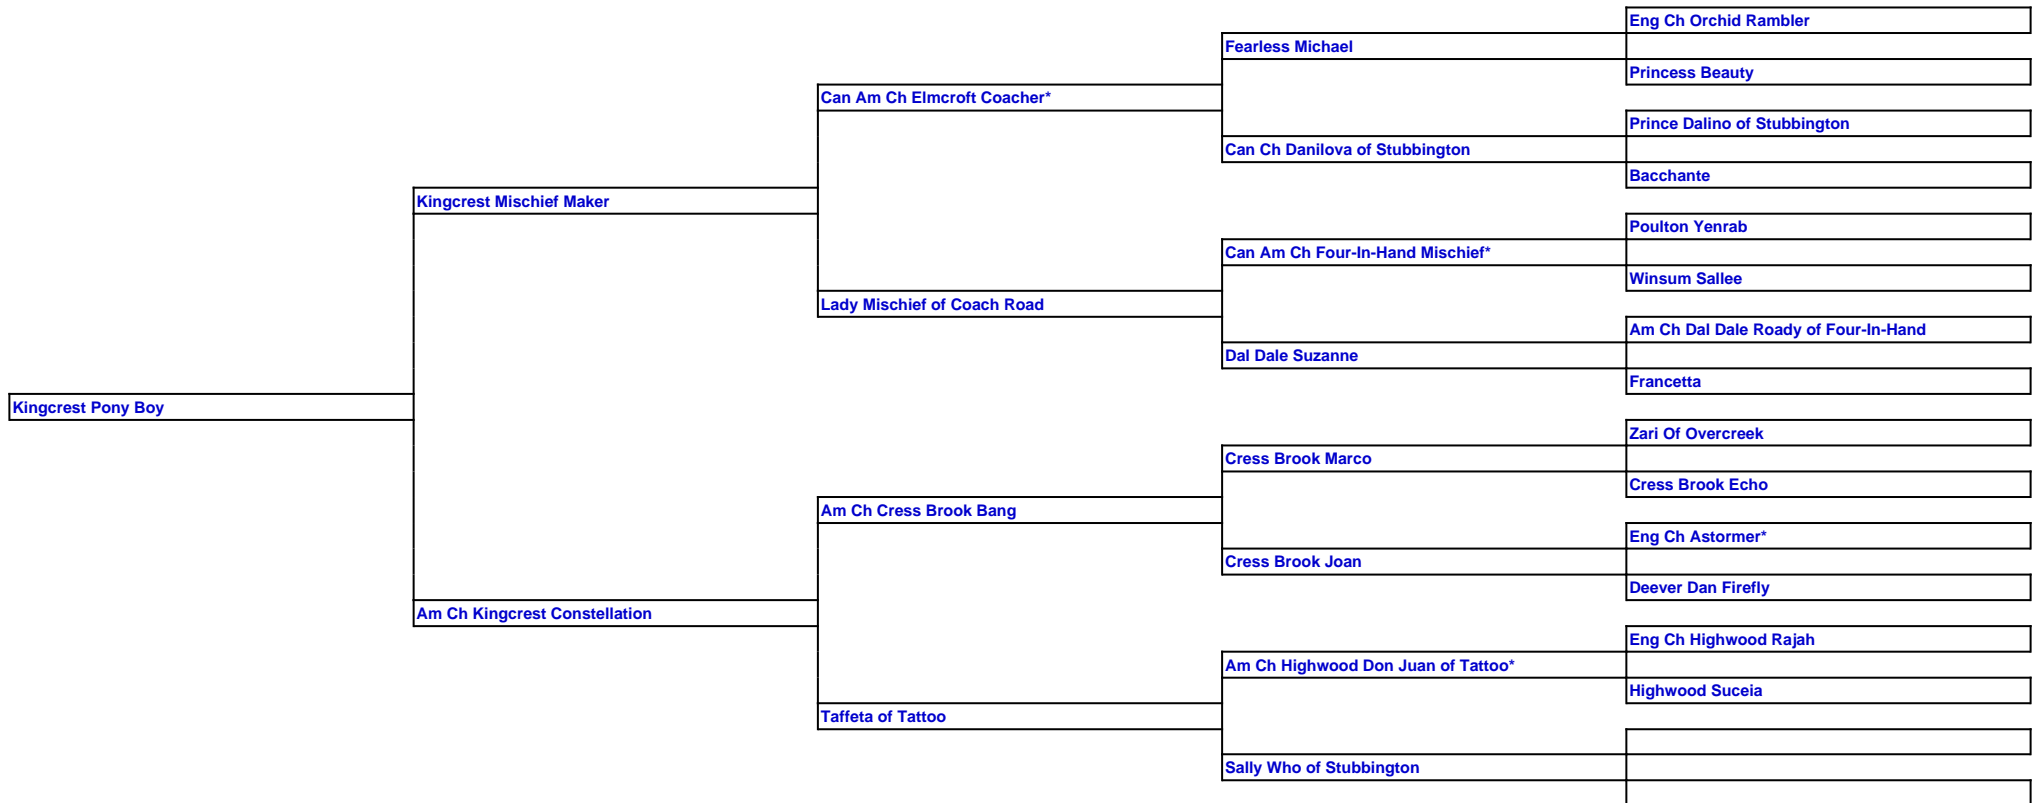 Eng Ch Orchid Rambler
Fearless Michael
Princess Beauty
Can Am Ch Elmcroft Coacher*
Prince Dalino of Stubbington
Can Ch Danilova of Stubbington
Bacchante
Kingcrest Mischief Maker
Poulton Yenrab
Can Am Ch Four-In-Hand Mischief*
Winsum Sallee
Lady Mischief of Coach Road
Am Ch Dal Dale Roady of Four-In-Hand
Dal Dale Suzanne
Francetta
Kingcrest Pony Boy
Zari Of Overcreek
Cress Brook Marco
Cress Brook Echo
Am Ch Cress Brook Bang
Eng Ch Astormer*
Cress Brook Joan
Deever Dan Firefly
Am Ch Kingcrest Constellation
Eng Ch Highwood Rajah
Am Ch Highwood Don Juan of Tattoo*
Highwood Suceia
Taffeta of Tattoo
Sally Who of Stubbington